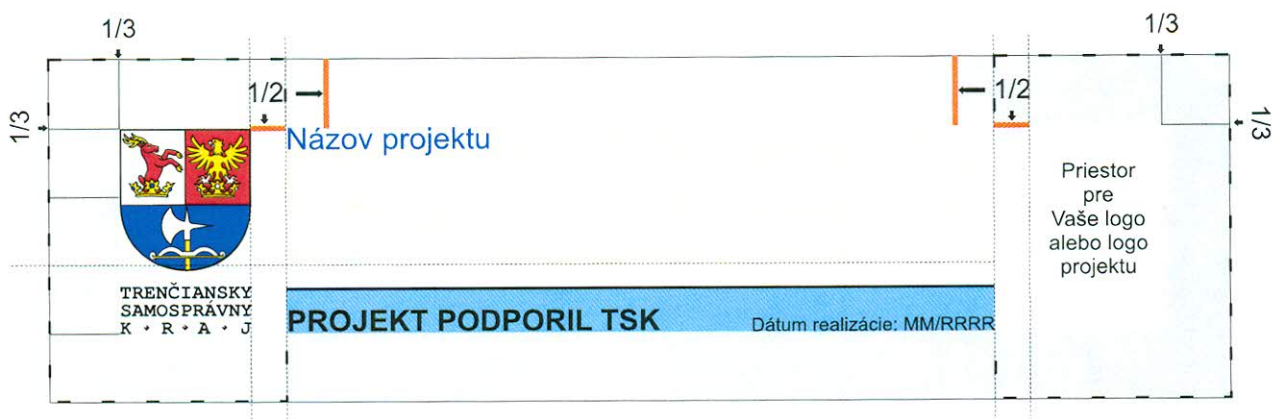 1/3
1/3
1/2
1/2
1/3
1/3
Názov projektu
Priestor
pre
Vaše logo
alebo logo
projektu
TRENČIANSKY
SAMOSPRÁVNY
K · R · A · J
PROJEKT PODPORIL TSK
Dátum realizácie: MM/RRRR